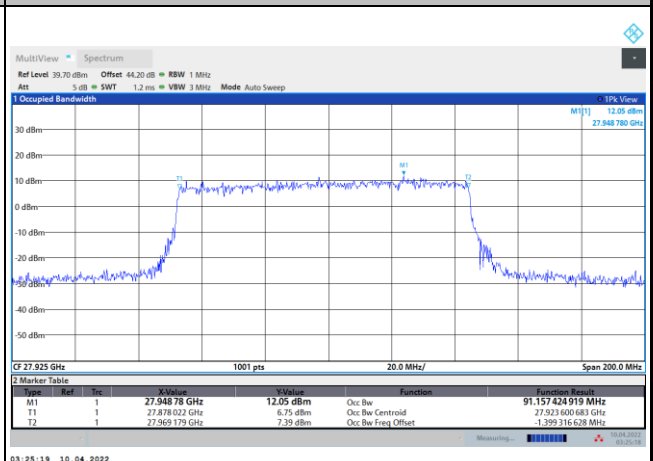 MultiView Spectrum
Ref Level 39.70 dBm Offset 44.20 dB RBW 1 MHz
Att 5 dB SWT 1.2 ms VBW 3 MHz Mode Auto Sweep
1 Occupied Bandwidth 1Pk View
M1[1] 12.05 dBm
27.948 780 GHz
30 dBm
20 dBm
M1
T1 T2
10 dBm
0 dBm
-10 dBm
-20 dBm
-30 dBm
-40 dBm
-50 dBm
CF 27.925 GHz 1001 pts 20.0 MHz/ Span 200.0 MHz
2 Marker Table
Type Ref Trc X-Value Y-Value Function Function Result
M1 1 27.948 78 GHz 12.05 dBm Occ Bw 91.157 424 919 MHz
T1 1 27.878 022 GHz 6.75 dBm Occ Bw Centroid 27.923 600 683 GHz
T2 1 27.969 179 GHz 7.39 dBm Occ Bw Freq Offset -1.399 316 628 MHz
Measuring... 10.04.2022
03:25:18
03:25:19 10.04.2022